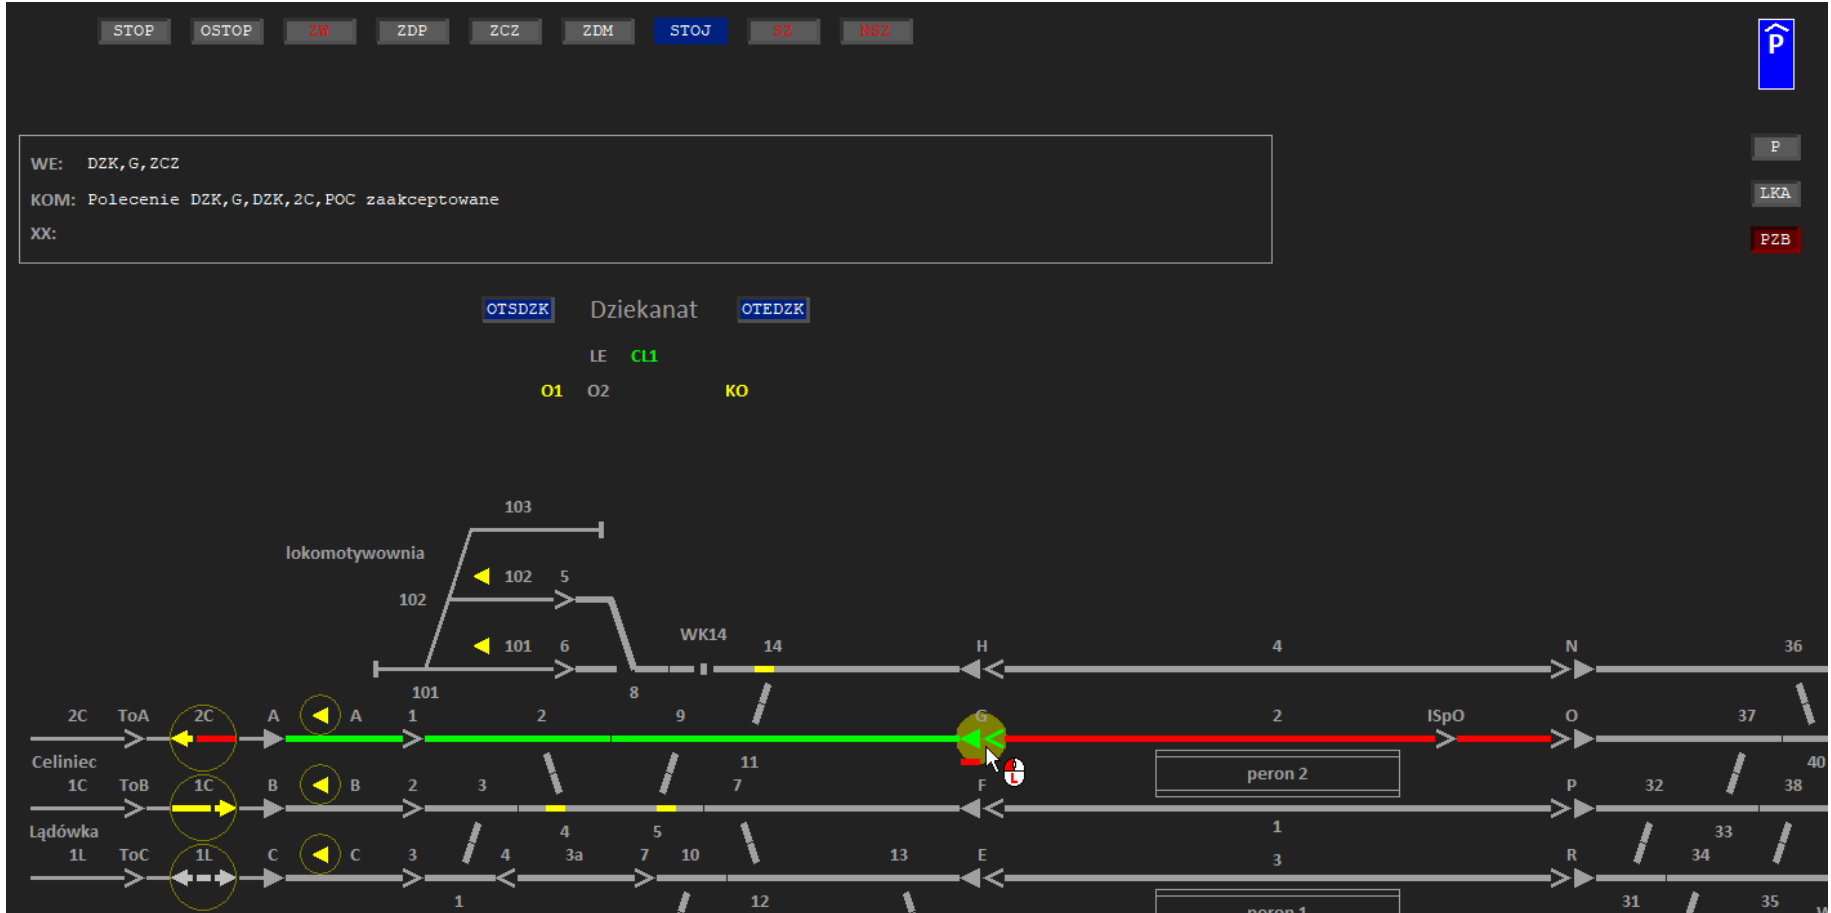 STOP OSTOP ZW ZDP ZCZ ZDM STOJ SZ NSZ
P
WE: DZK,G,ZCZ
P
KOM: Polecenie DZK,G,DZK,2C,POC zaakceptowane
LKA
XX:
PZB
OTSDZK Dziekanat OTEDZK
LE CL1
O1 O2 KO
103
lokomotywownia
102 5
102
WK14
101 6 14 H 4 N 36
101 8
2C ToA 2C A A 1 2 9 G 2 ISpO O 37
Celiniec 11 40
peron 2
1C ToB 1C B B 2 3 7 F P 32 38
Lądówka 4 5 1 33
1L ToC 1L C C 3 4 3a 7 10 13 E 3 R 34
1 12 31 35
peron 1